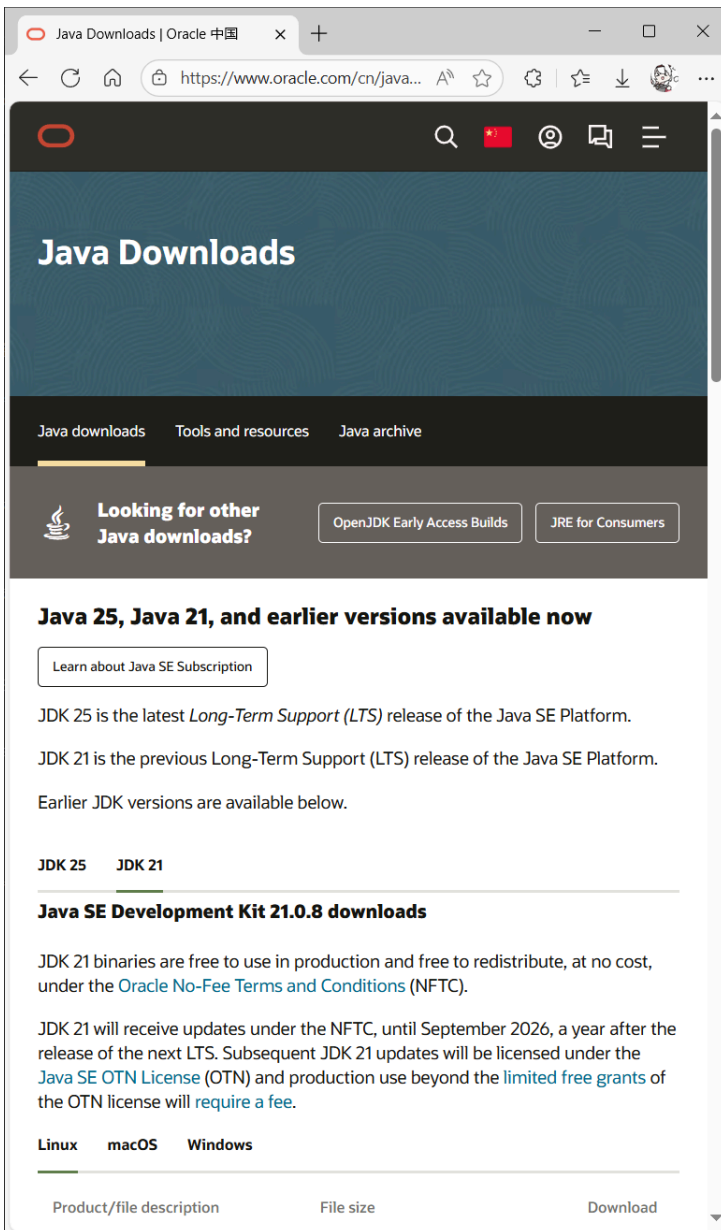 Java Downloads | Oracle 中国
https://www.oracle.com/cn/java...
Java Downloads
Java downloads Tools and resources Java archive
Looking for other
Java downloads?
OpenJDK Early Access Builds
JRE for Consumers
Java 25, Java 21, and earlier versions available now
Learn about Java SE Subscription
JDK 25 is the latest Long-Term Support (LTS) release of the Java SE Platform.
JDK 21 is the previous Long-Term Support (LTS) release of the Java SE Platform.
Earlier JDK versions are available below.
JDK 25 JDK 21
Java SE Development Kit 21.0.8 downloads
JDK 21 binaries are free to use in production and free to redistribute, at no cost,
under the Oracle No-Fee Terms and Conditions (NFTC).
JDK 21 will receive updates under the NFTC, until September 2026, a year after the
release of the next LTS. Subsequent JDK 21 updates will be licensed under the
Java SE OTN License (OTN) and production use beyond the limited free grants of
the OTN license will require a fee.
Linux macOS Windows
Product/file description File size Download